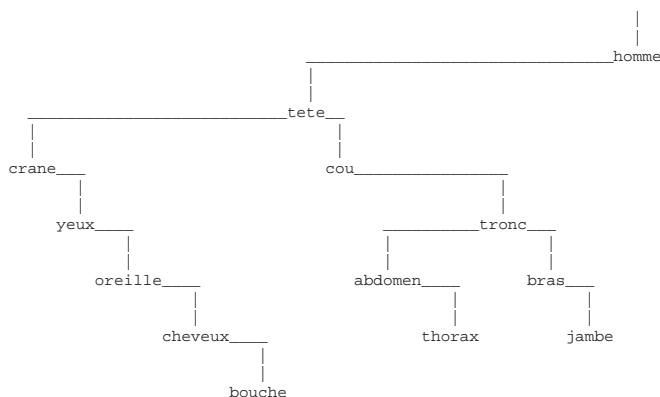 homme
tete
crane cou
yeux tronc
oreille abdomen bras
cheveux thorax jambe
bouche